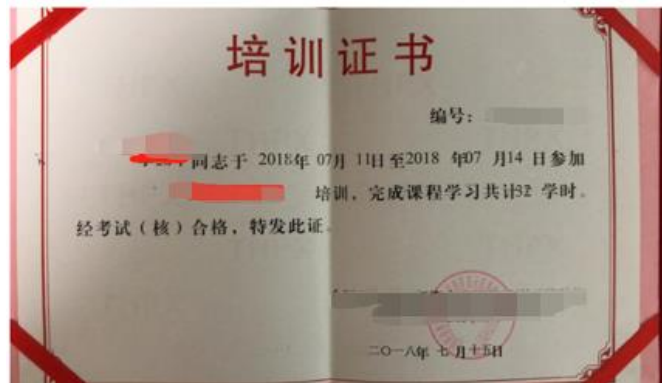 培训证书
编号：
同志于 2018年 07月 11日至2018 年07 月14 日参加
培训，完成课程学习共计32 学时。
经考试（核）合格，特发此证。
二〇一八年 七 月十五日